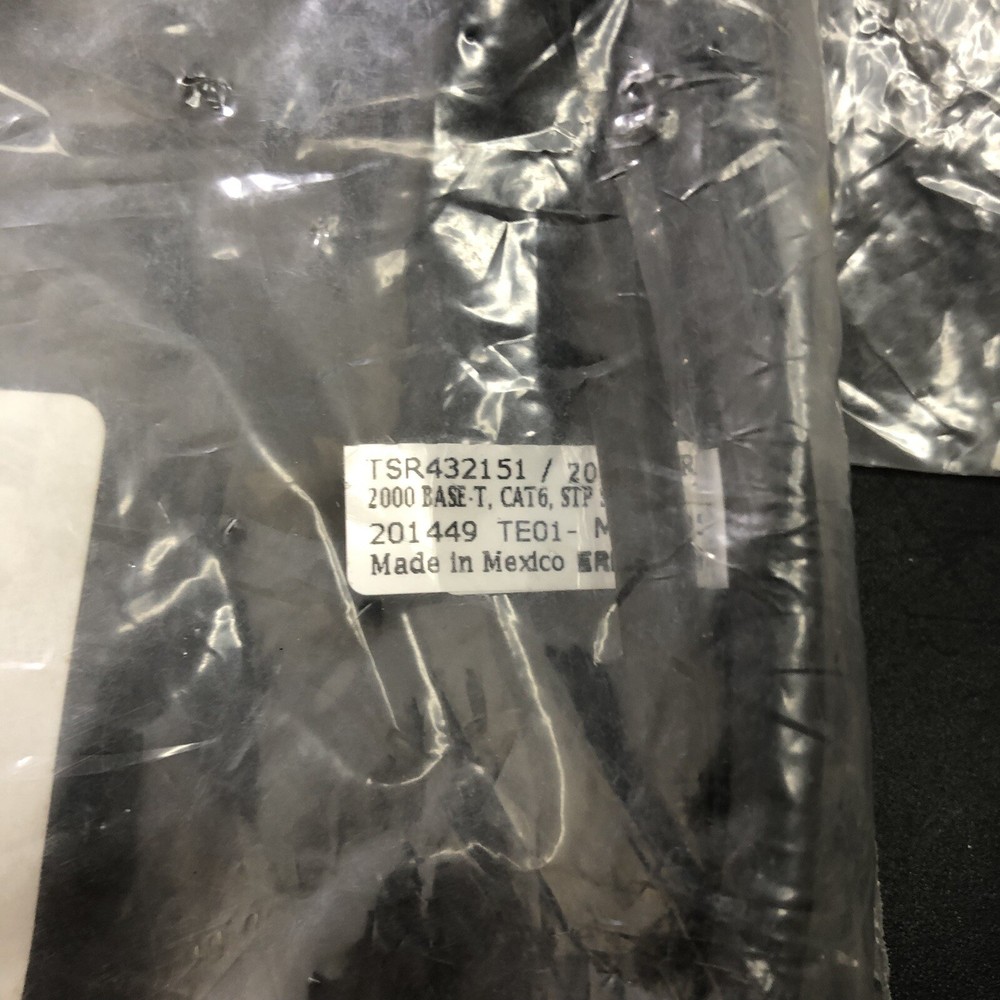 TSR432151 / 20
2000 BASE-T, CAT6, STP
201449 TE01-
Made in Mexico